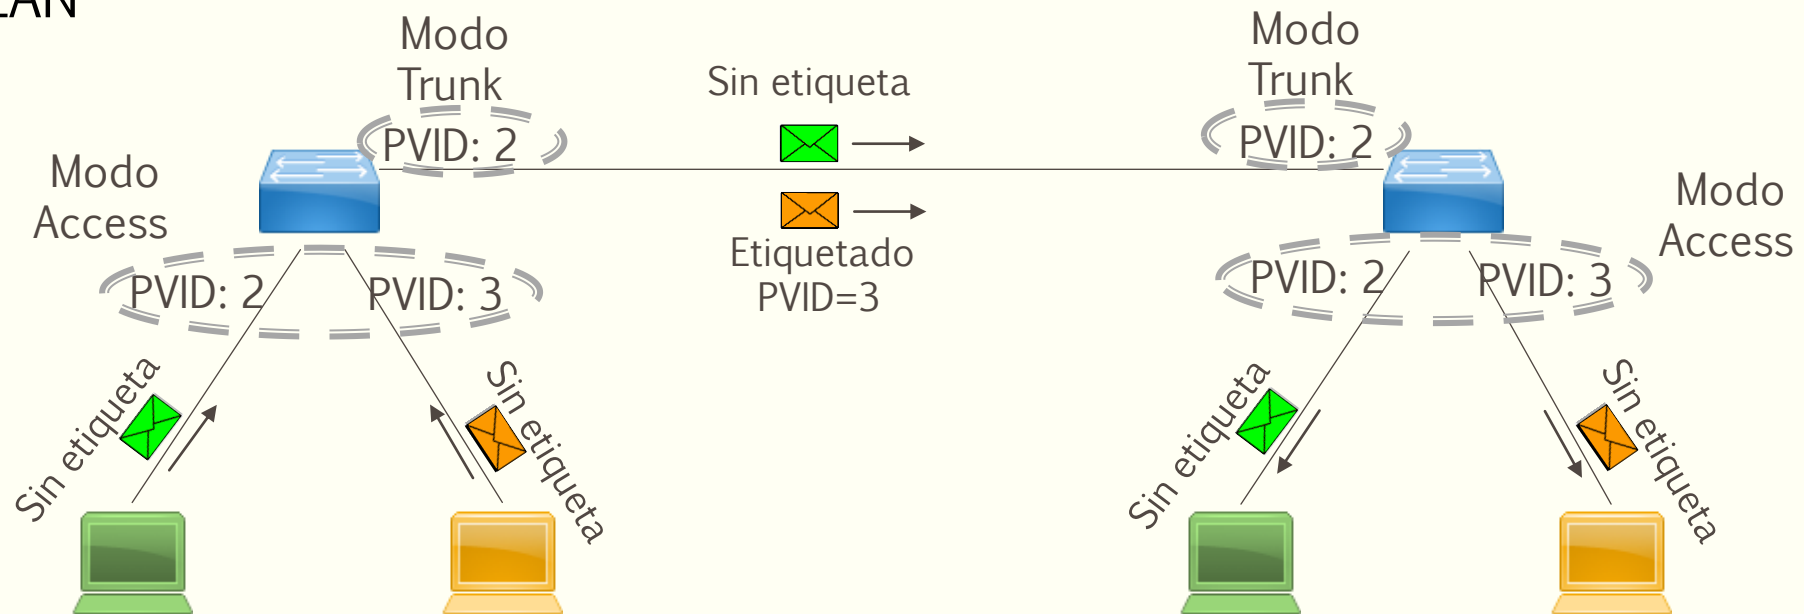 Modo
Trunk
PVID: 2
Sin etiqueta
Modo
Trunk
PVID: 2
Modo
Access
PVID: 2
PVID: 3
Etiquetado
PVID=3
Modo
Access
PVID: 2
PVID: 3
Sin etiqueta
Sin etiqueta
Sin etiqueta
Sin etiqueta